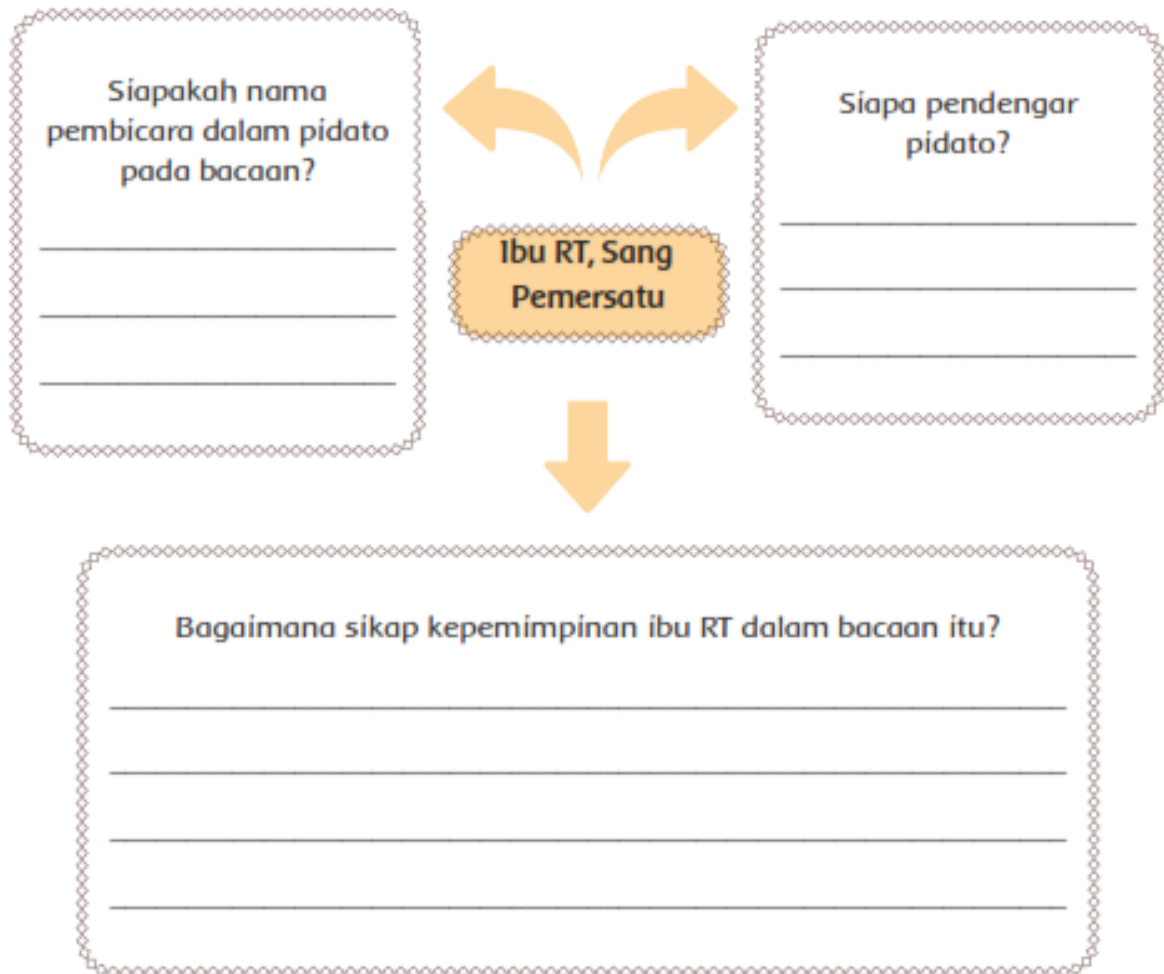 Siapakah nama
pembicara dalam pidato
pada bacaan?
Siapa pendengar
pidato?
Ibu RT, Sang
Pemersatu
Bagaimana sikap kepemimpinan ibu RT dalam bacaan itu?